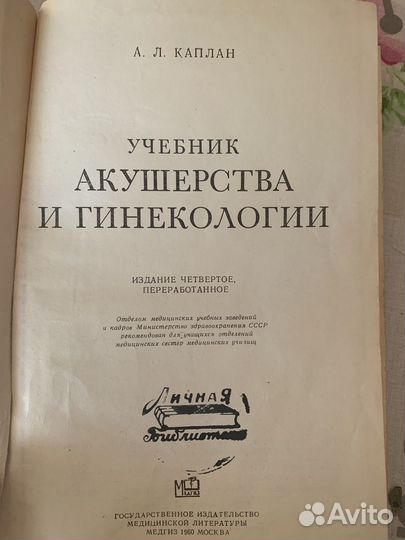 А. Л. КАПЛАН
УЧЕБНИК
АКУШЕРСТВА
И ГИНЕКОЛОГИИ
ИЗДАНИЕ ЧЕТВЕРТОЕ,
ПЕРЕРАБОТАННОЕ
Отделом медицинских учебных заведений
и кадров Министерства здравоохранения СССР
рекомендован для учащихся отделений
медицинских сестер медицинских училищ
Личная
библиотека
МЕДГИЗ
ГОСУДАРСТВЕННОЕ ИЗДАТЕЛЬСТВО
МЕДИЦИНСКОЙ ЛИТЕРАТУРЫ
МЕДГИЗ 1960 МОСКВА
Avito